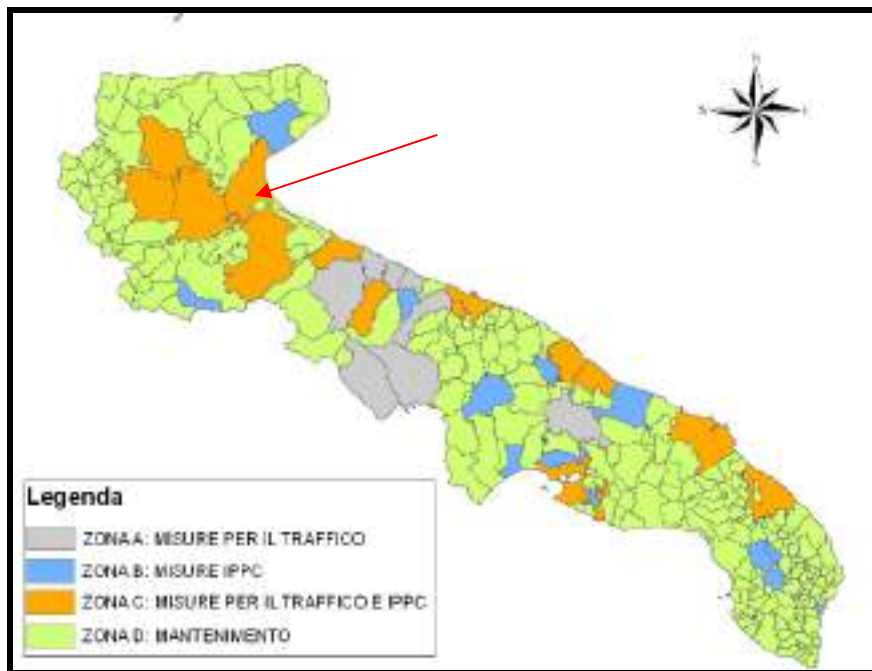 N
E
S
Legenda
ZONA A: MISURE PER IL TRAFFICO
ZONA B: MISURE IPPC
ZONA C: MISURE PER IL TRAFFICO E IPPC
ZONA D: MANTENIMENTO